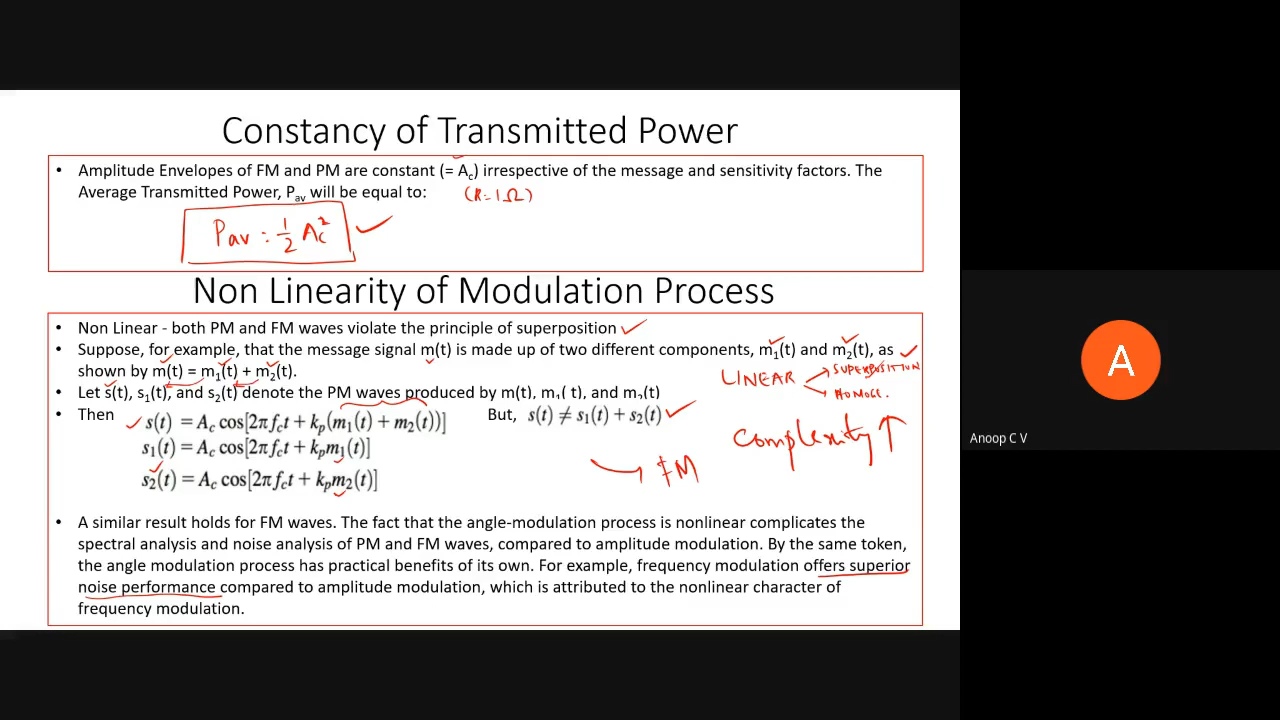 Constancy of Transmitted Power
• Amplitude Envelopes of FM and PM are constant (= Ac) irrespective of the message and sensitivity factors. The
Average Transmitted Power, Pav will be equal to: (R=1Ω)
Pav = 1/2 Ac²
Non Linearity of Modulation Process
• Non Linear - both PM and FM waves violate the principle of superposition
• Suppose, for example, that the message signal m(t) is made up of two different components, m1(t) and m2(t), as
shown by m(t) = m1(t) + m2(t).
LINEAR
SUPERPOSITION
HOMOGE.
• Let s(t), s1(t), and s2(t) denote the PM waves produced by m(t), m1( t), and m2(t)
• Then s(t) = Ac cos[2πfct + kp(m1(t) + m2(t))] But, s(t) ≠ s1(t) + s2(t)
s1(t) = Ac cos[2πfct + kpm1(t)]
s2(t) = Ac cos[2πfct + kpm2(t)]
Complexity ↑
FM
• A similar result holds for FM waves. The fact that the angle-modulation process is nonlinear complicates the
spectral analysis and noise analysis of PM and FM waves, compared to amplitude modulation. By the same token,
the angle modulation process has practical benefits of its own. For example, frequency modulation offers superior
noise performance compared to amplitude modulation, which is attributed to the nonlinear character of
frequency modulation.
A
Anoop C V